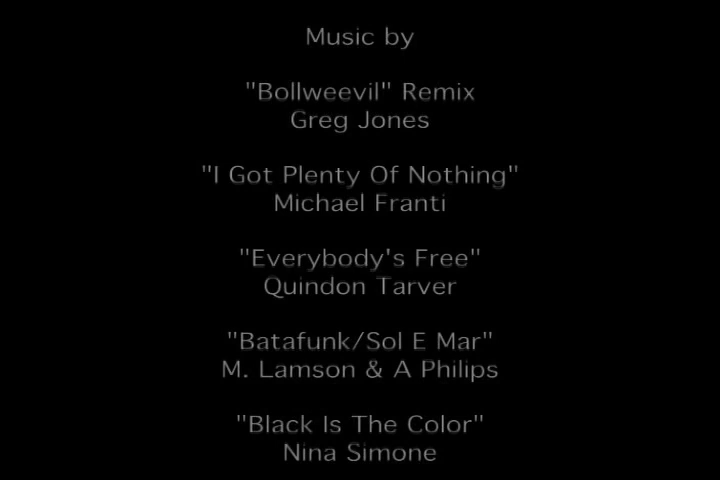 Music by
"Bollweevil" Remix
Greg Jones
"I Got Plenty Of Nothing"
Michael Franti
"Everybody's Free"
Quindon Tarver
"Batafunk/Sol E Mar"
M. Lamson & A Philips
"Black Is The Color"
Nina Simone